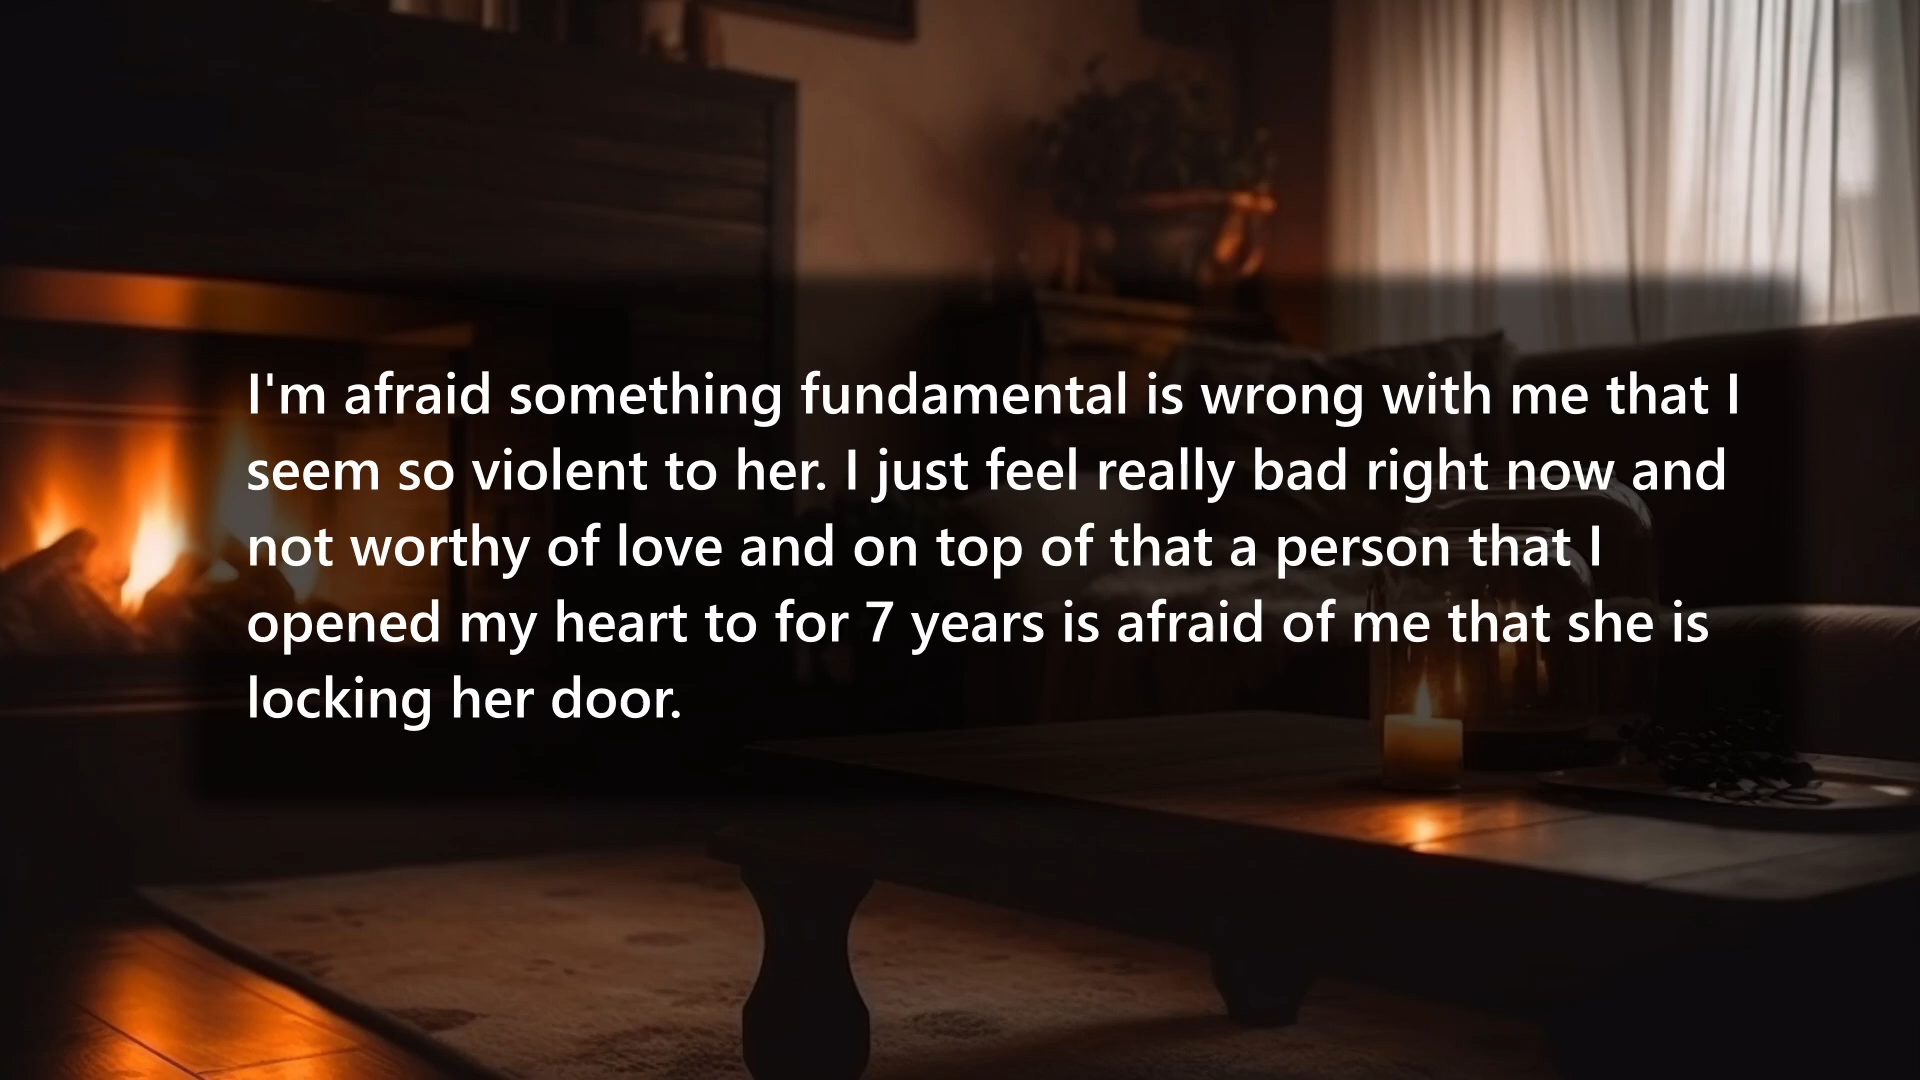 I'm afraid something fundamental is wrong with me that I
seem so violent to her. I just feel really bad right now and
not worthy of love and on top of that a person that I
opened my heart to for 7 years is afraid of me that she is
locking her door.